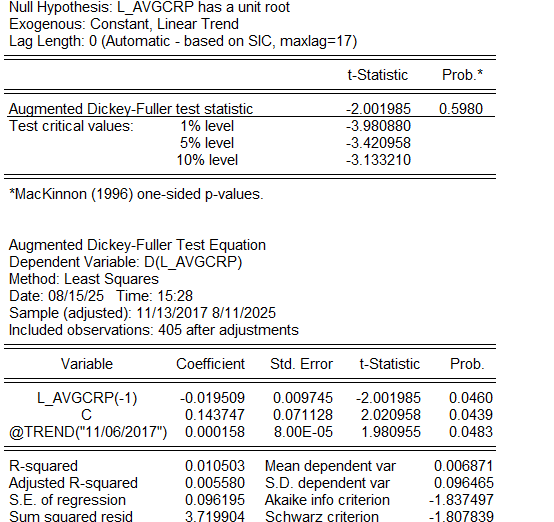 Null Hypothesis: L_AVGCRP has a unit root
Exogenous: Constant, Linear Trend
Lag Length: 0 (Automatic - based on SIC, maxlag=17)
t-Statistic Prob.*
Augmented Dickey-Fuller test statistic -2.001985 0.5980
Test critical values: 1% level -3.980880
5% level -3.420958
10% level -3.133210
*MacKinnon (1996) one-sided p-values.
Augmented Dickey-Fuller Test Equation
Dependent Variable: D(L_AVGCRP)
Method: Least Squares
Date: 08/15/25 Time: 15:28
Sample (adjusted): 11/13/2017 8/11/2025
Included observations: 405 after adjustments
Variable Coefficient Std. Error t-Statistic Prob.
L_AVGCRP(-1) -0.019509 0.009745 -2.001985 0.0460
C 0.143747 0.071128 2.020958 0.0439
@TREND("11/06/2017") 0.000158 8.00E-05 1.980955 0.0483
R-squared 0.010503 Mean dependent var 0.006871
Adjusted R-squared 0.005580 S.D. dependent var 0.096465
S.E. of regression 0.096195 Akaike info criterion -1.837497
Sum squared resid 3.719904 Schwarz criterion -1.807839